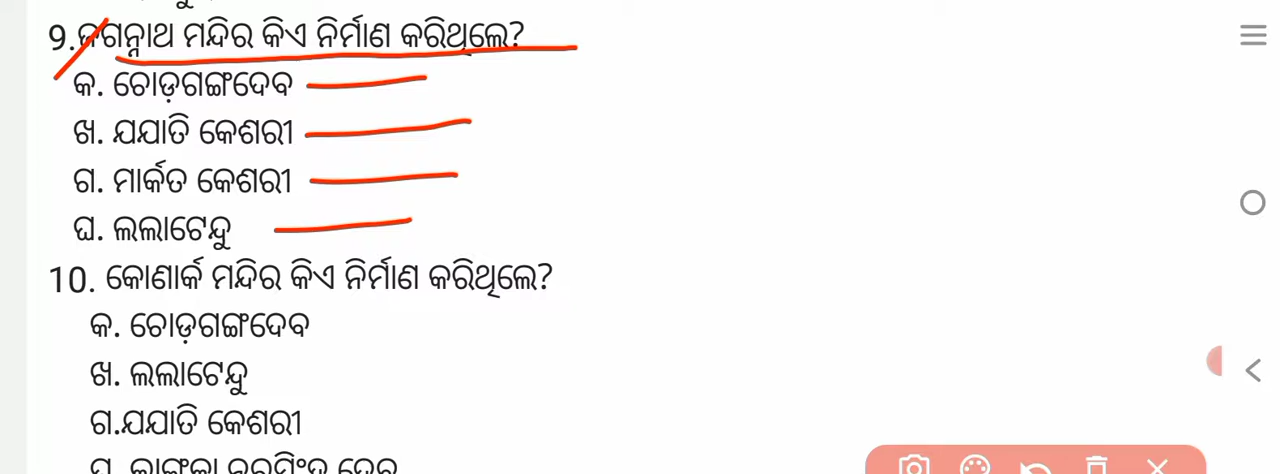 9.ଜଗନ୍ନାଥ ମନ୍ଦିର କିଏ ନିର୍ମାଣ କରିଥିଲେ?
କ. ଚୋଡ଼ଗଙ୍ଗଦେବ
ଖ. ଯଯାତି କେଶରୀ
ଗ. ମାର୍କତ କେଶରୀ
ଘ. ଲଲାଟେନ୍ଦୁ
10. କୋଣାର୍କ ମନ୍ଦିର କିଏ ନିର୍ମାଣ କରିଥିଲେ?
କ. ଚୋଡ଼ଗଙ୍ଗଦେବ
ଖ. ଲଲାଟେନ୍ଦୁ
ଗ.ଯଯାତି କେଶରୀ
ଘ. ଲାଙ୍ଗୁଳା ନରସିଂହ ଦେବ